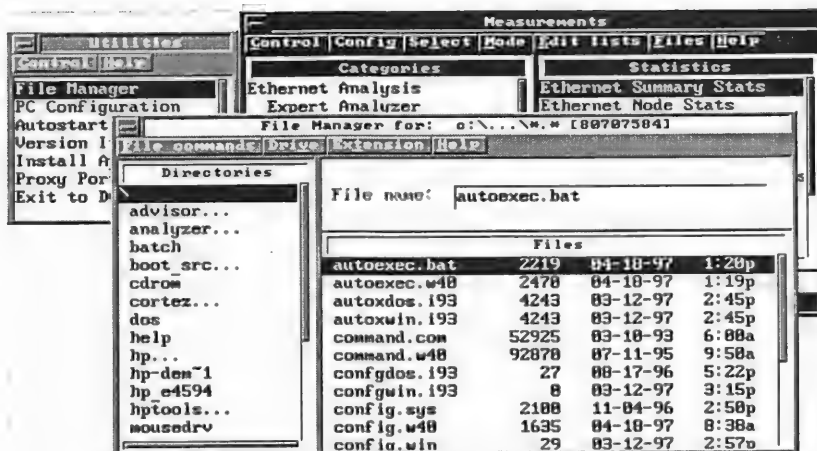 Measurements
Control Config Select Mode Edit lists Files Help
Categories
Statistics
Ethernet Analysis
Expert Analyzer
Ethernet Summary Stats
Ethernet Node Stats
Utilities
Control Help
File Manager
PC Configuration
Autostart
Version I
Install A
Proxy Por
Exit to D
File Manager for: c:\...\*.* [80707584]
File commands Drive Extension Help
Directories
\
advisor...
analyzer...
batch
boot_src...
cdrom
cortez...
dos
help
hp...
hp-dem~1
hp_e4594
hptools...
mousedrv
File name: autoexec.bat
Files
autoexec.bat 2219 04-18-97 1:20p
autoexec.w40 2470 04-18-97 1:19p
autoxdos.i93 4243 03-12-97 2:45p
autoxwin.i93 4243 03-12-97 2:45p
command.com 52925 03-10-93 6:00a
command.w40 92870 07-11-95 9:50a
confgdos.i93 27 08-17-96 5:22p
confgwin.i93 0 03-12-97 3:15p
config.sys 2100 11-04-96 2:50p
config.w40 1635 04-18-97 8:38a
config.win 29 03-12-97 2:57p